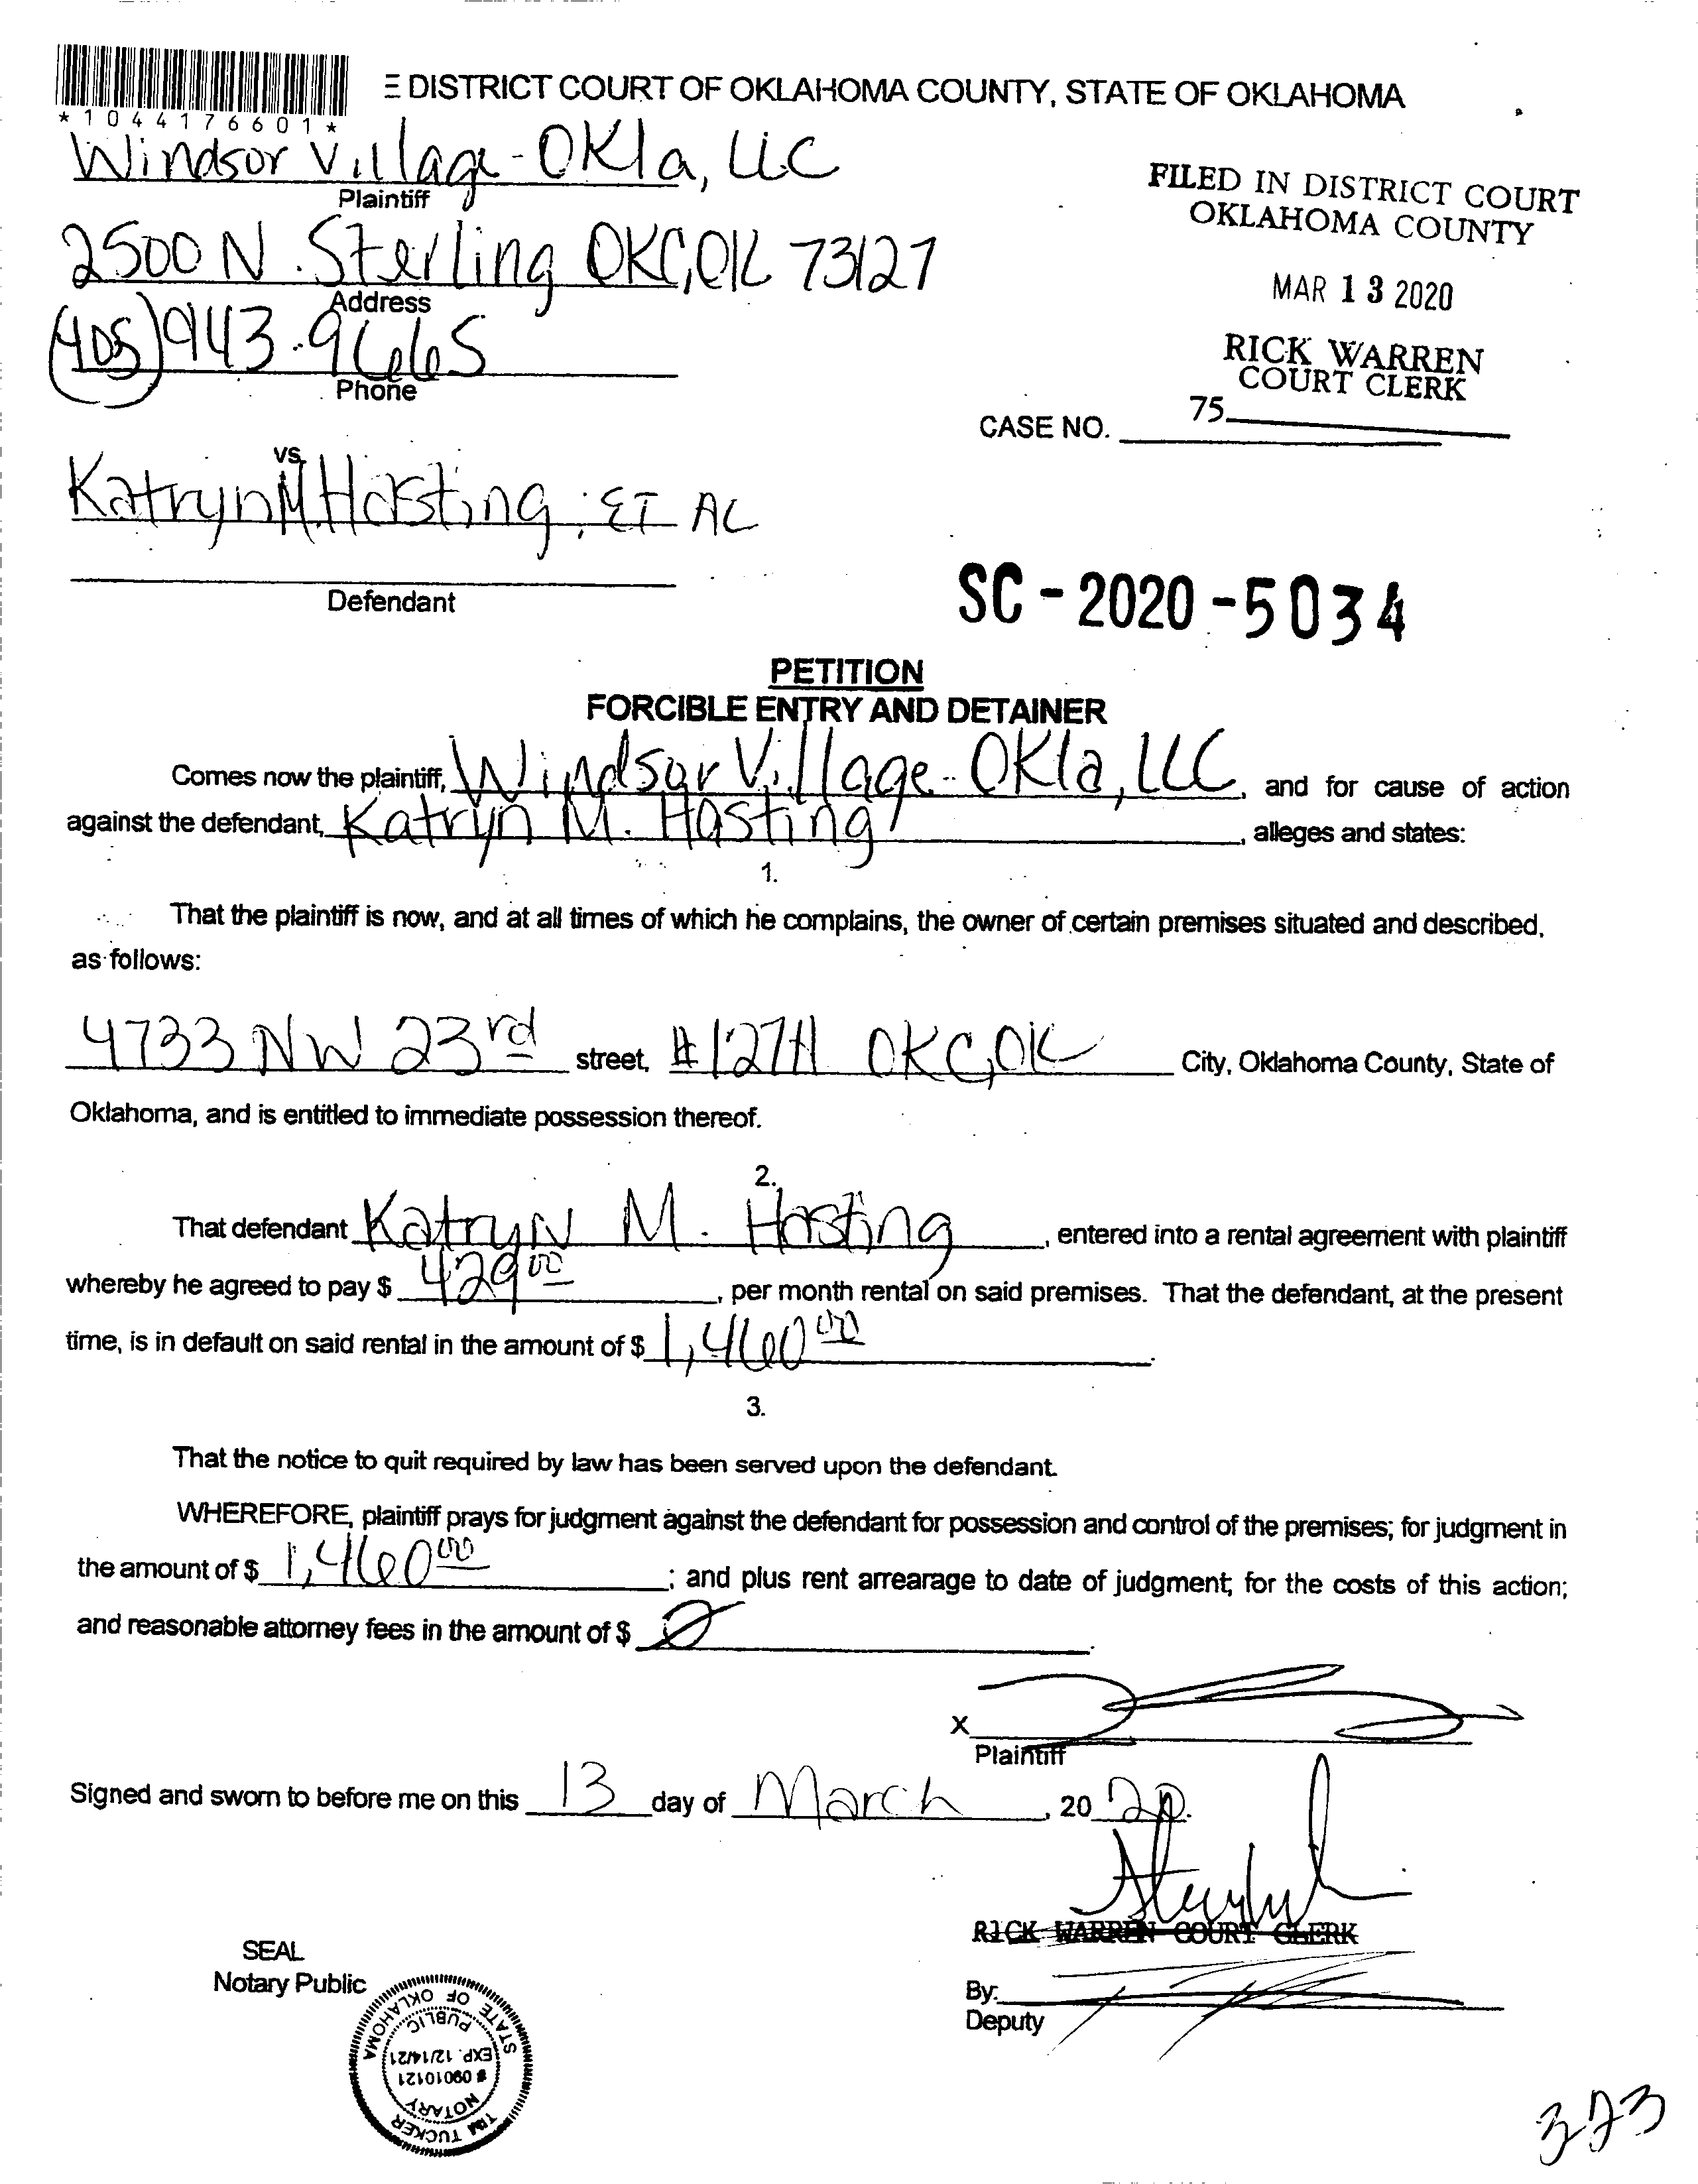 E DISTRICT COURT OF OKLAHOMA COUNTY, STATE OF OKLAHOMA
*1044176601*
Windsor Village-OKla, LLC
Plaintiff
FILED IN DISTRICT COURT
OKLAHOMA COUNTY
2500 N. Sterling OKC, OK 73127
Address
MAR 13 2020
(405) 943-9665
Phone
RICK WARREN
COURT CLERK
75
CASE NO.
vs.
Katryn M. Hasting; ET AL
Defendant
SC-2020-5034
PETITION
FORCIBLE ENTRY AND DETAINER
Comes now the plaintiff, Windsor Village-OKla, LLC, and for cause of action
against the defendant, Katryn M. Hasting, alleges and states:
1.
That the plaintiff is now, and at all times of which he complains, the owner of certain premises situated and described,
as follows:
4733 NW 23rd street, #127H OKC, OK City, Oklahoma County, State of
Oklahoma, and is entitled to immediate possession thereof.
2.
That defendant Katryn M. Hasting, entered into a rental agreement with plaintiff
whereby he agreed to pay $ 429 00, per month rental on said premises. That the defendant, at the present
time, is in default on said rental in the amount of $ 1,460 00.
3.
That the notice to quit required by law has been served upon the defendant.
WHEREFORE, plaintiff prays for judgment against the defendant for possession and control of the premises; for judgment in
the amount of $ 1,460 00; and plus rent arrearage to date of judgment; for the costs of this action;
and reasonable attorney fees in the amount of $ 0.
X
Plaintiff
Signed and sworn to before me on this 13 day of March, 2020.
RICK WARREN COURT CLERK
SEAL
Notary Public
By:
Deputy
STATE OF OKLAHOMA
PUBLIC
EXP. 12/14/21
# 09010121
NOTARY
TIM TUCKER
323